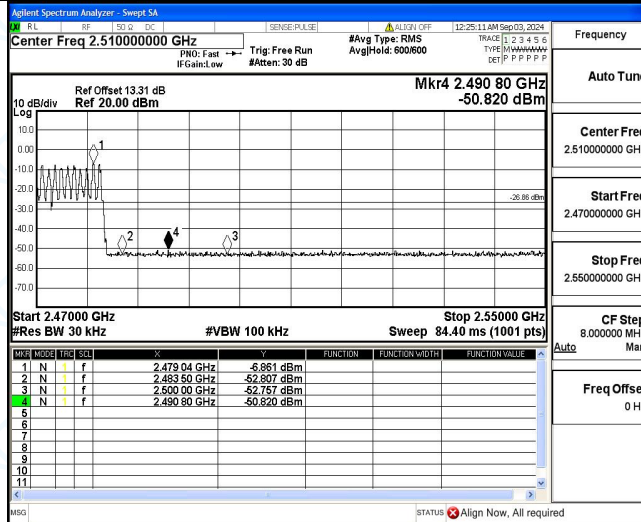 Agilent Spectrum Analyzer - Swept SA
RL RF 50 Ω DC SENSE:PULSE ALIGN OFF 12:25:11 AM Sep 03, 2024
Center Freq 2.510000000 GHz
PNO: Fast
IFGain:Low
Trig: Free Run
#Atten: 30 dB
#Avg Type: RMS
Avg|Hold: 600/600
TRACE 1 2 3 4 5 6
TYPE M
DET P P P P P P
Frequency
Auto Tun
Mkr4 2.490 80 GHz
-50.820 dBm
Ref Offset 13.31 dB
10 dB/div Ref 20.00 dBm
Log
10.0
0.00
-10.0
-20.0
-30.0
-40.0
-50.0
-60.0
-70.0
1
2
4
3
-26.86 dBm
Center Fre
2.510000000 GH
Start Fre
2.470000000 GH
Stop Fre
2.550000000 GH
CF Step
8.000000 MH
Auto Ma
Freq Offse
0 H
Start 2.47000 GHz Stop 2.55000 GHz
#Res BW 30 kHz #VBW 100 kHz Sweep 84.40 ms (1001 pts)
MKR MODE TRC SCL X Y FUNCTION FUNCTION WIDTH FUNCTION VALUE
1 N 1 f 2.479 04 GHz -6.861 dBm
2 N 1 f 2.483 50 GHz -52.807 dBm
3 N 1 f 2.500 00 GHz -52.757 dBm
4 N 1 f 2.490 80 GHz -50.820 dBm
5
6
7
8
9
10
11
MSG STATUS Align Now, All required